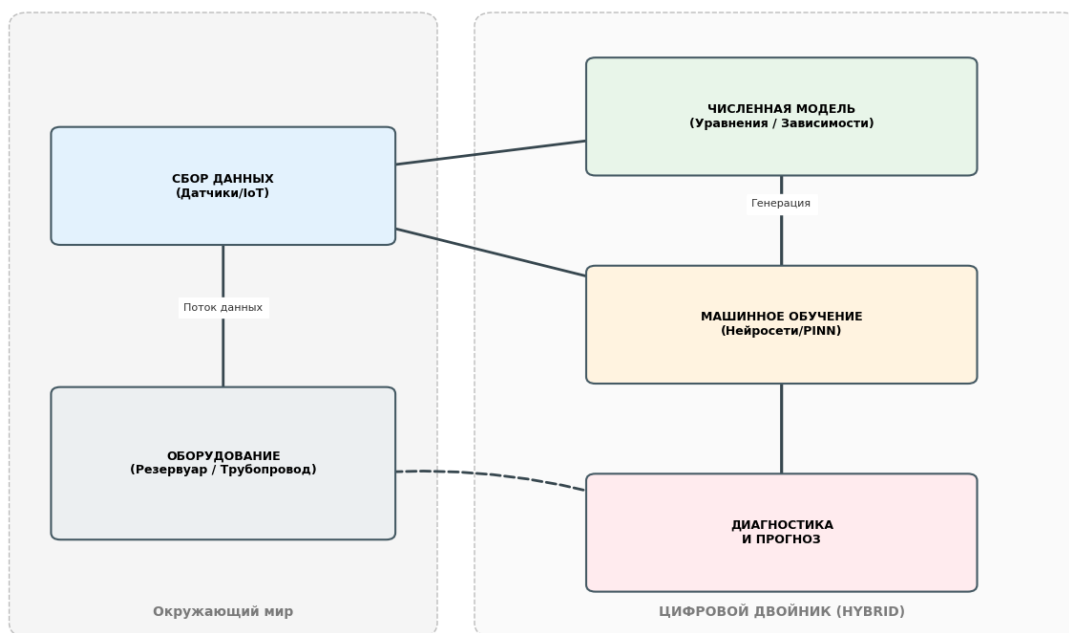 СБОР ДАННЫХ
(Датчики/IoT)
Поток данных
ОБОРУДОВАНИЕ
(Резервуар / Трубопровод)
Окружающий мир
ЧИСЛЕННАЯ МОДЕЛЬ
(Уравнения / Зависимости)
Генерация
МАШИННОЕ ОБУЧЕНИЕ
(Нейросети/PINN)
ДИАГНОСТИКА
И ПРОГНОЗ
ЦИФРОВОЙ ДВОЙНИК (HYBRID)